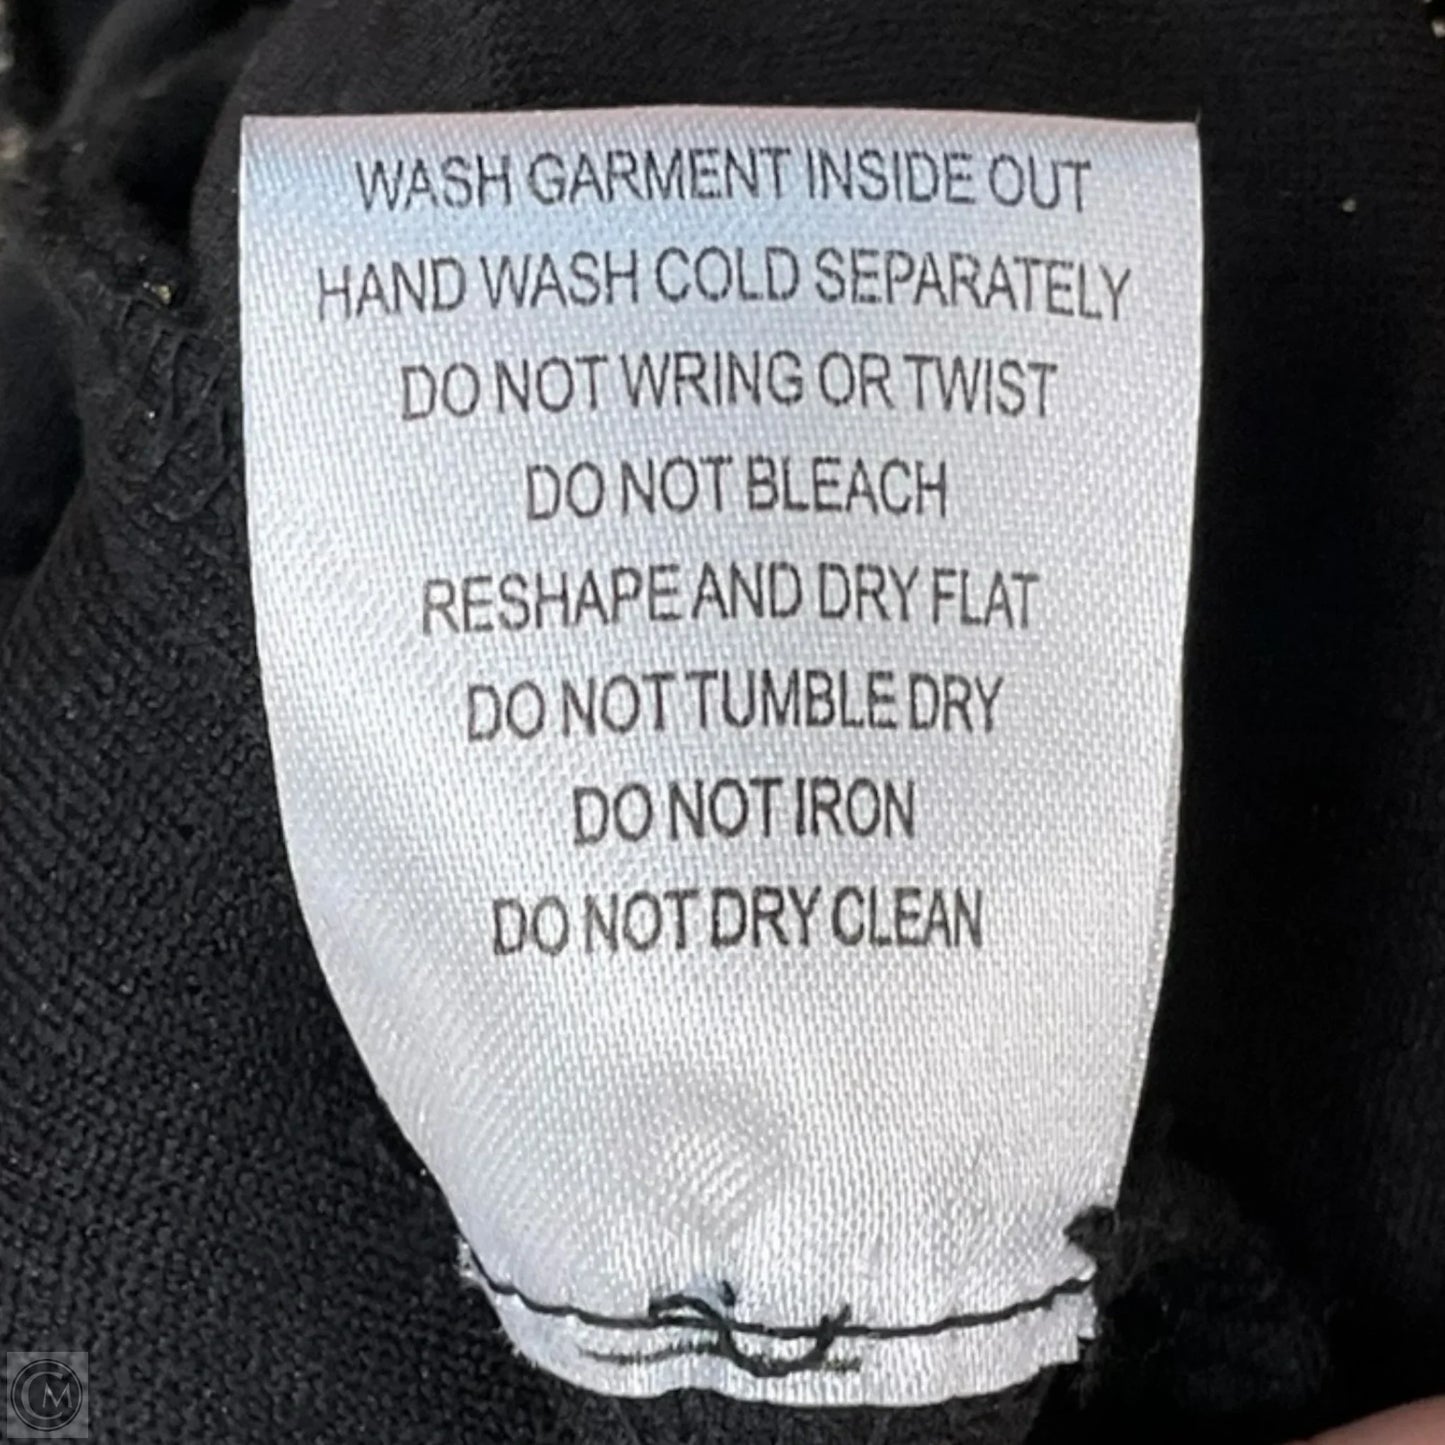 WASH GARMENT INSIDE OUT
HAND WASH COLD SEPARATELY
DO NOT WRING OR TWIST
DO NOT BLEACH
RESHAPE AND DRY FLAT
DO NOT TUMBLE DRY
DO NOT IRON
DO NOT DRY CLEAN
CM